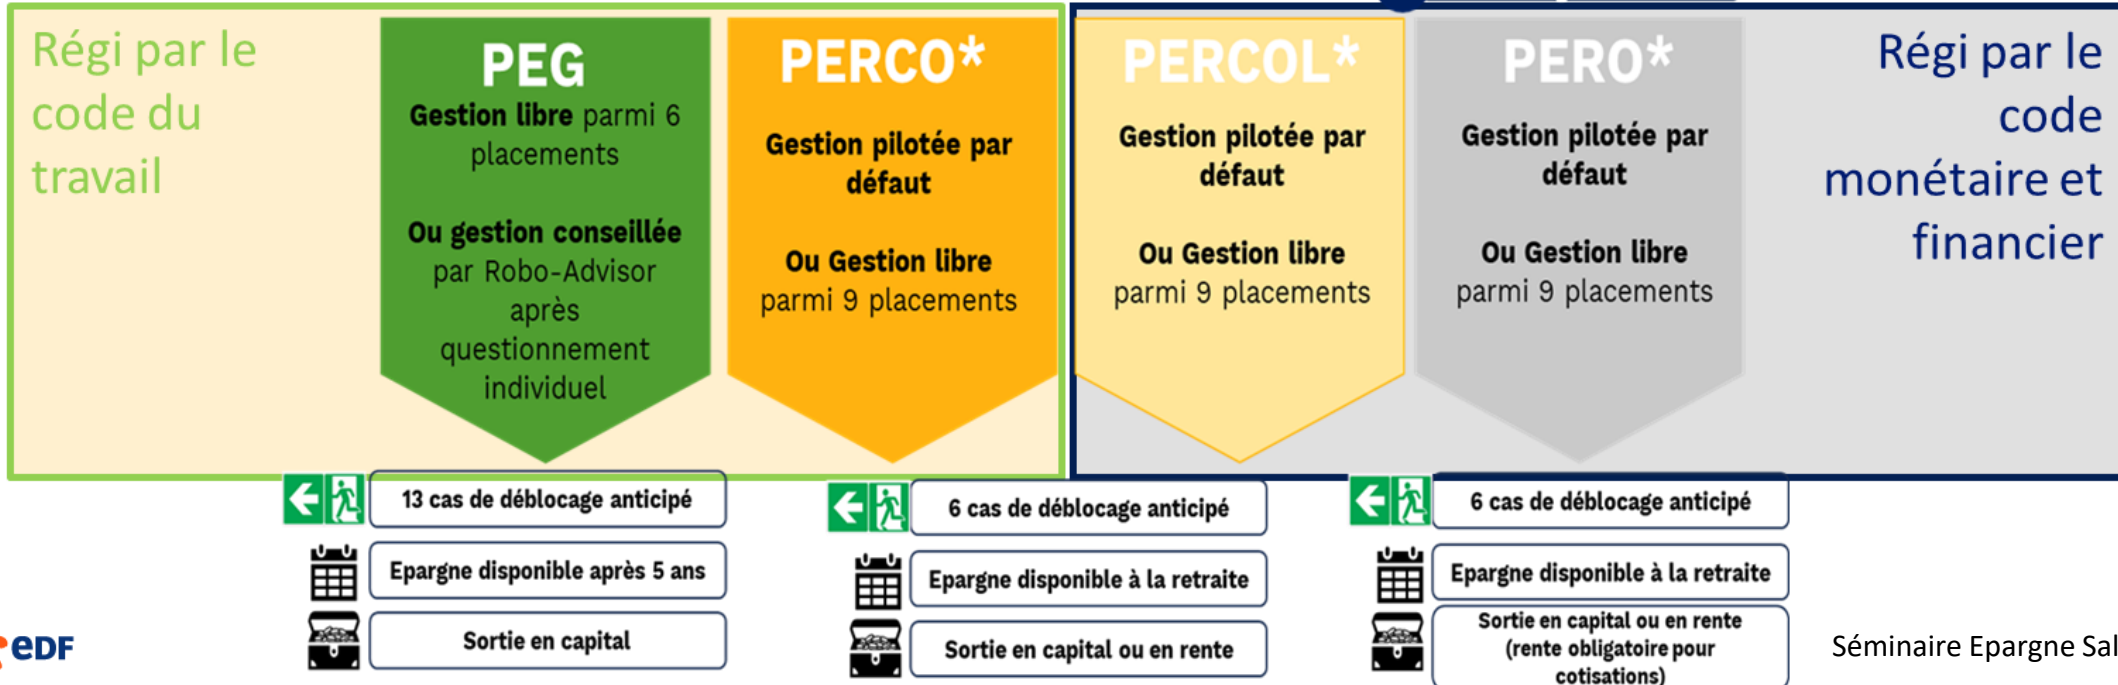 Régi par le
code du
travail
PEG
Gestion libre parmi 6
placements
Ou gestion conseillée
par Robo-Advisor
après
questionnement
individuel
PERCO*
Gestion pilotée par
défaut
Ou Gestion libre
parmi 9 placements
PERCOL*
Gestion pilotée par
défaut
Ou Gestion libre
parmi 9 placements
PERO*
Gestion pilotée par
défaut
Ou Gestion libre
parmi 9 placements
Régi par le
code
monétaire et
financier
13 cas de déblocage anticipé
Epargne disponible après 5 ans
Sortie en capital
6 cas de déblocage anticipé
Epargne disponible à la retraite
Sortie en capital ou en rente
6 cas de déblocage anticipé
Epargne disponible à la retraite
Sortie en capital ou en rente
(rente obligatoire pour
cotisations)
eDF
Séminaire Epargne Sal